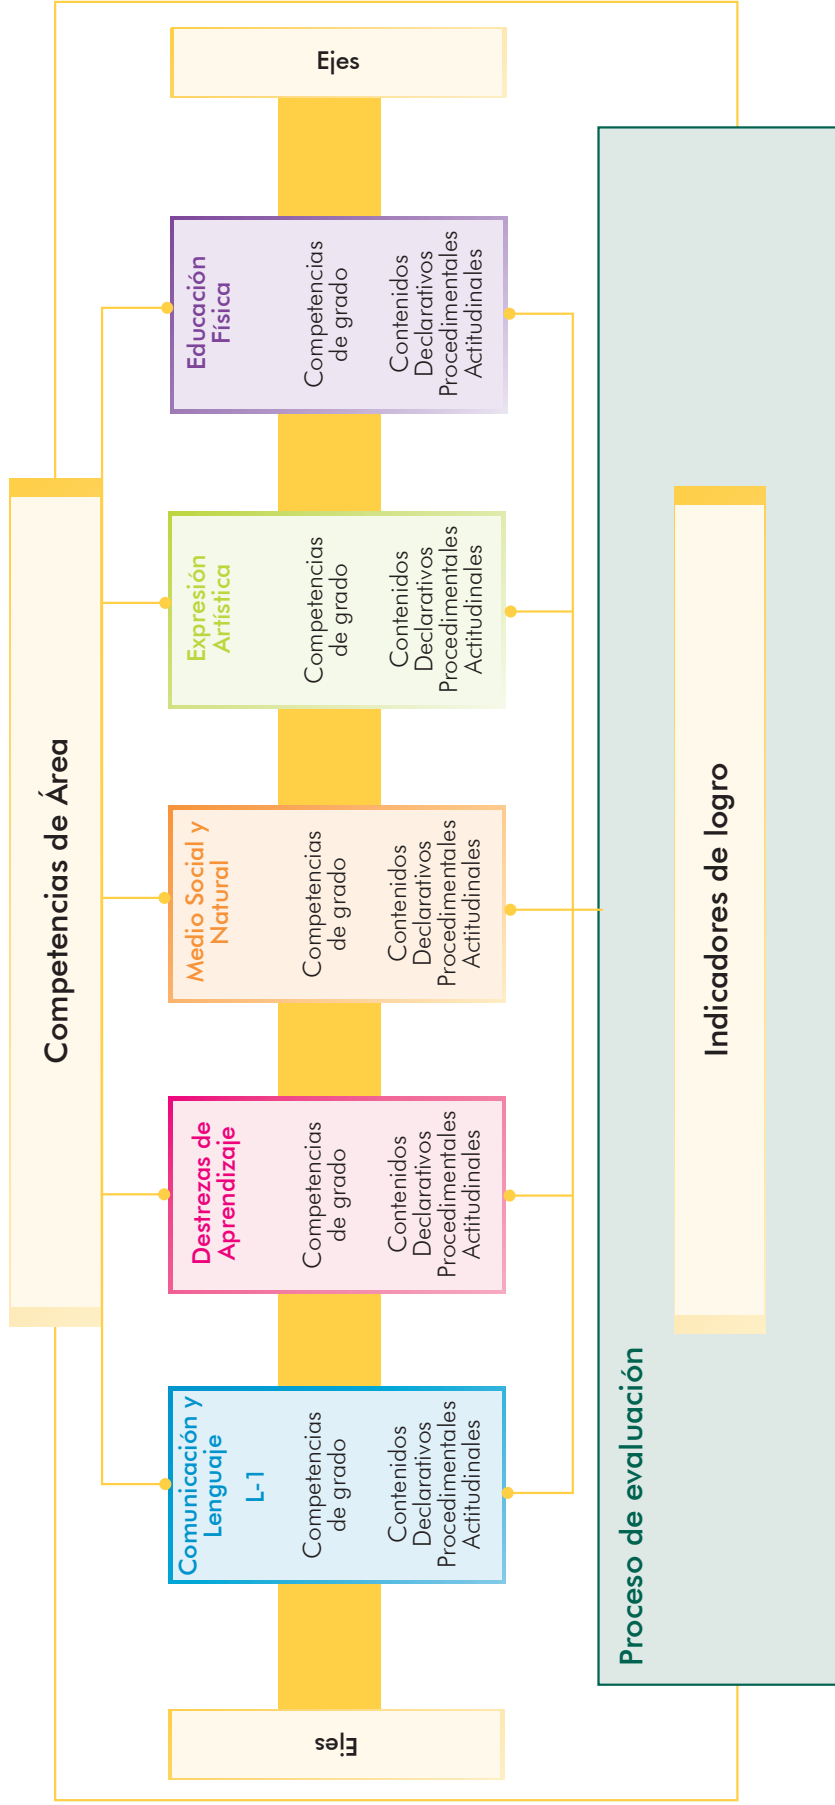 Competencias de Área
Ejes
Comunicación y
Lenguaje
L-1
Competencias
de grado
Contenidos
Declarativos
Procedimentales
Actitudinales
Destrezas de
Aprendizaje
Competencias
de grado
Contenidos
Declarativos
Procedimentales
Actitudinales
Medio Social y
Natural
Competencias
de grado
Contenidos
Declarativos
Procedimentales
Actitudinales
Expresión
Artística
Competencias
de grado
Contenidos
Declarativos
Procedimentales
Actitudinales
Educación
Física
Competencias
de grado
Contenidos
Declarativos
Procedimentales
Actitudinales
Ejes
Proceso de evaluación
Indicadores de logro